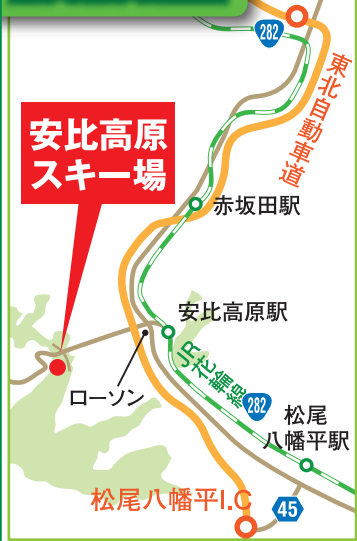 282
東北自動車道
安比高原
スキー場
赤坂田駅
安比高原駅
JR花輪線
ローソン
282
松尾
八幡平駅
松尾八幡平I.C
45